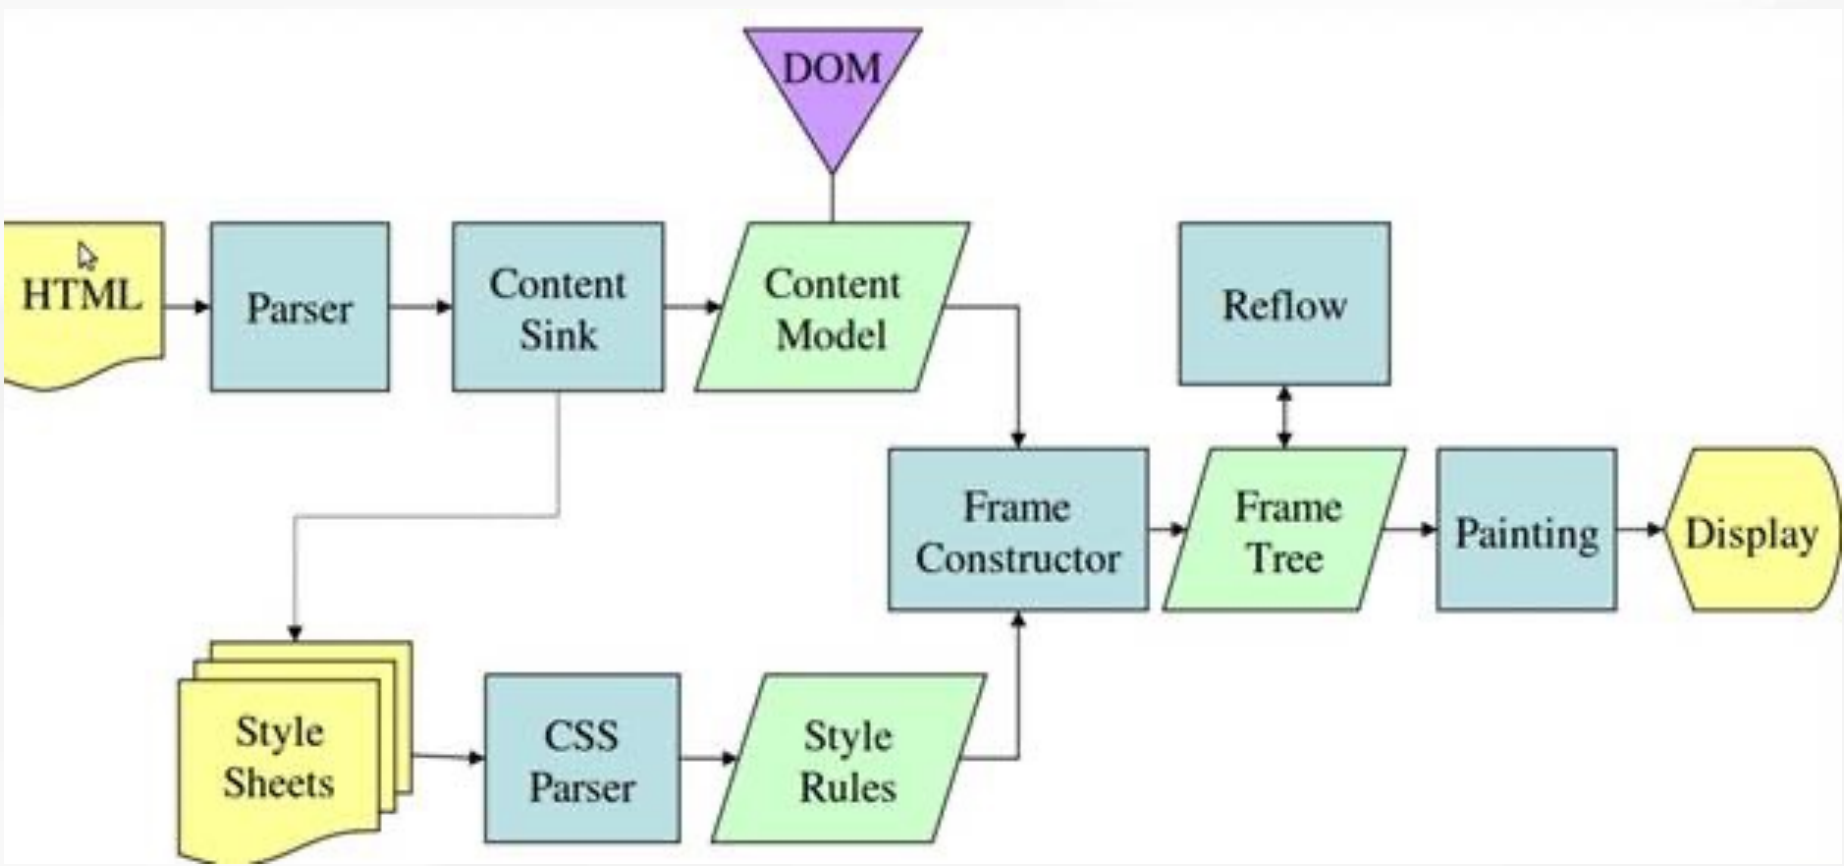 DOM
HTML
Parser
Content
Sink
Content
Model
Reflow
Frame
Constructor
Frame
Tree
Painting
Display
Style
Sheets
CSS
Parser
Style
Rules